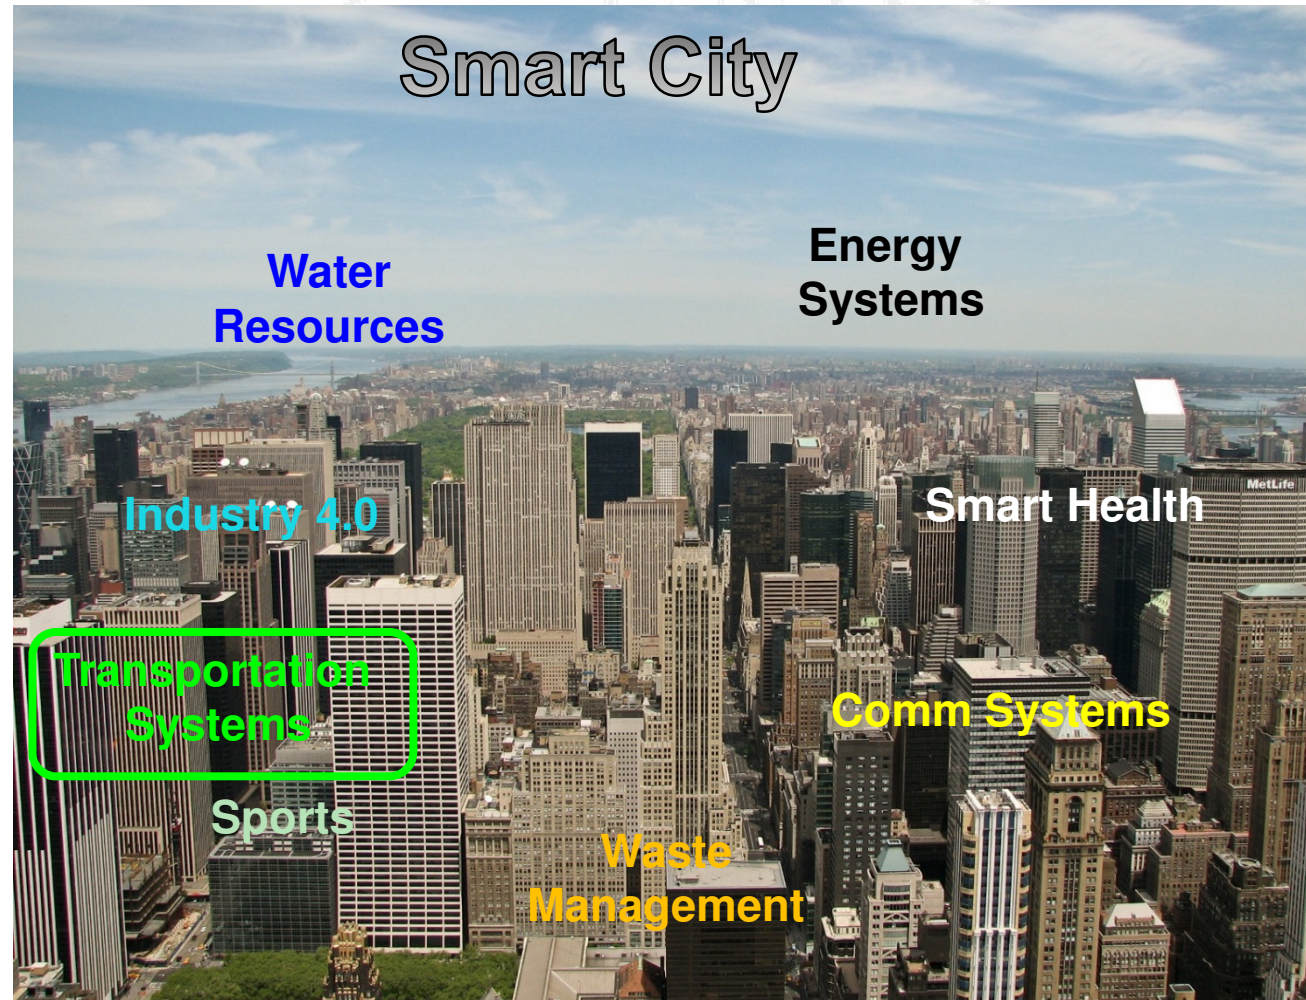 Smart City
Water
Resources
Energy
Systems
Industry 4.0
Smart Health
MetLife
Transportation
Systems
Comm Systems
Sports
Waste
Management